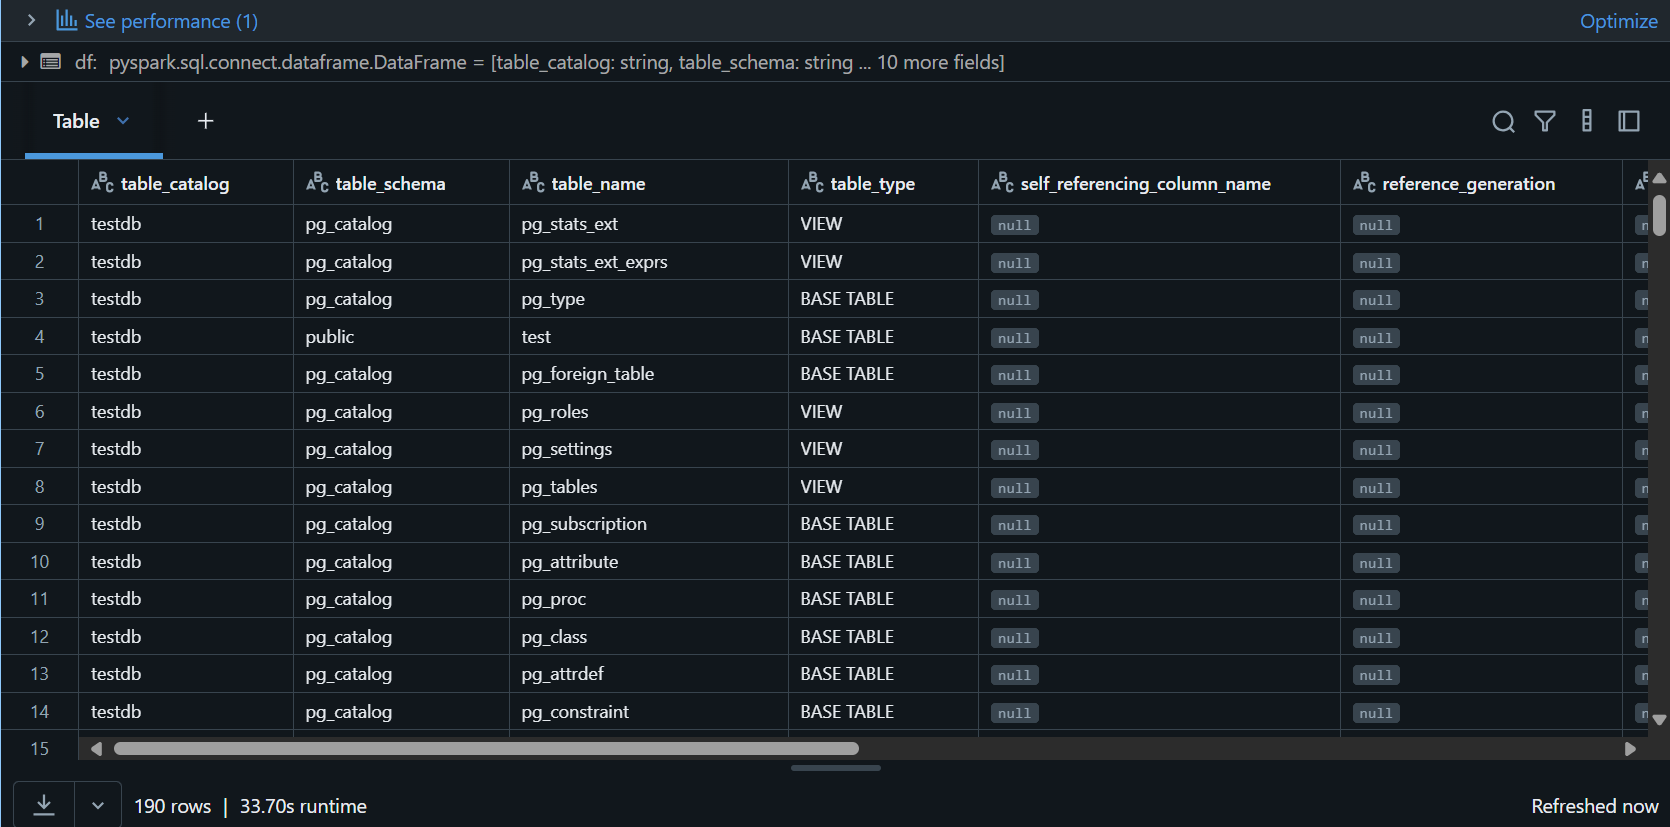 See performance (1) Optimize
df: pyspark.sql.connect.dataframe.DataFrame = [table_catalog: string, table_schema: string ... 10 more fields]
Table +
ABC table_catalog ABC table_schema ABC table_name ABC table_type ABC self_referencing_column_name ABC reference_generation
1 testdb pg_catalog pg_stats_ext VIEW null null
2 testdb pg_catalog pg_stats_ext_exprs VIEW null null
3 testdb pg_catalog pg_type BASE TABLE null null
4 testdb public test BASE TABLE null null
5 testdb pg_catalog pg_foreign_table BASE TABLE null null
6 testdb pg_catalog pg_roles VIEW null null
7 testdb pg_catalog pg_settings VIEW null null
8 testdb pg_catalog pg_tables VIEW null null
9 testdb pg_catalog pg_subscription BASE TABLE null null
10 testdb pg_catalog pg_attribute BASE TABLE null null
11 testdb pg_catalog pg_proc BASE TABLE null null
12 testdb pg_catalog pg_class BASE TABLE null null
13 testdb pg_catalog pg_attrdef BASE TABLE null null
14 testdb pg_catalog pg_constraint BASE TABLE null null
15
190 rows | 33.70s runtime Refreshed now